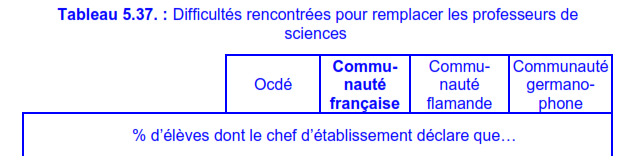 Tableau 5.37. : Difficultés rencontrées pour remplacer les professeurs de
sciences
Ocdé
Commu-
nauté
française
Commu-
nauté
flamande
Communauté
germano-
phone
% d’élèves dont le chef d’établissement déclare que…